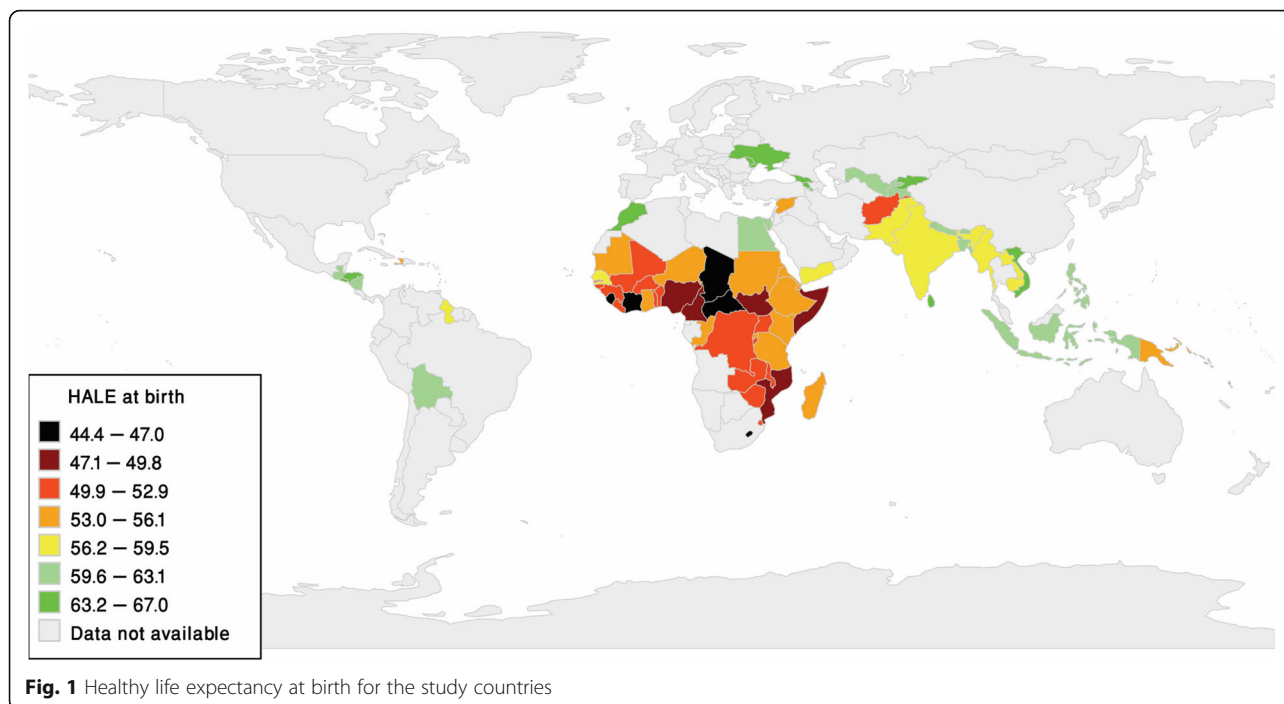 HALE at birth
44.4 – 47.0
47.1 – 49.8
49.9 – 52.9
53.0 – 56.1
56.2 – 59.5
59.6 – 63.1
63.2 – 67.0
Data not available
Fig. 1 Healthy life expectancy at birth for the study countries